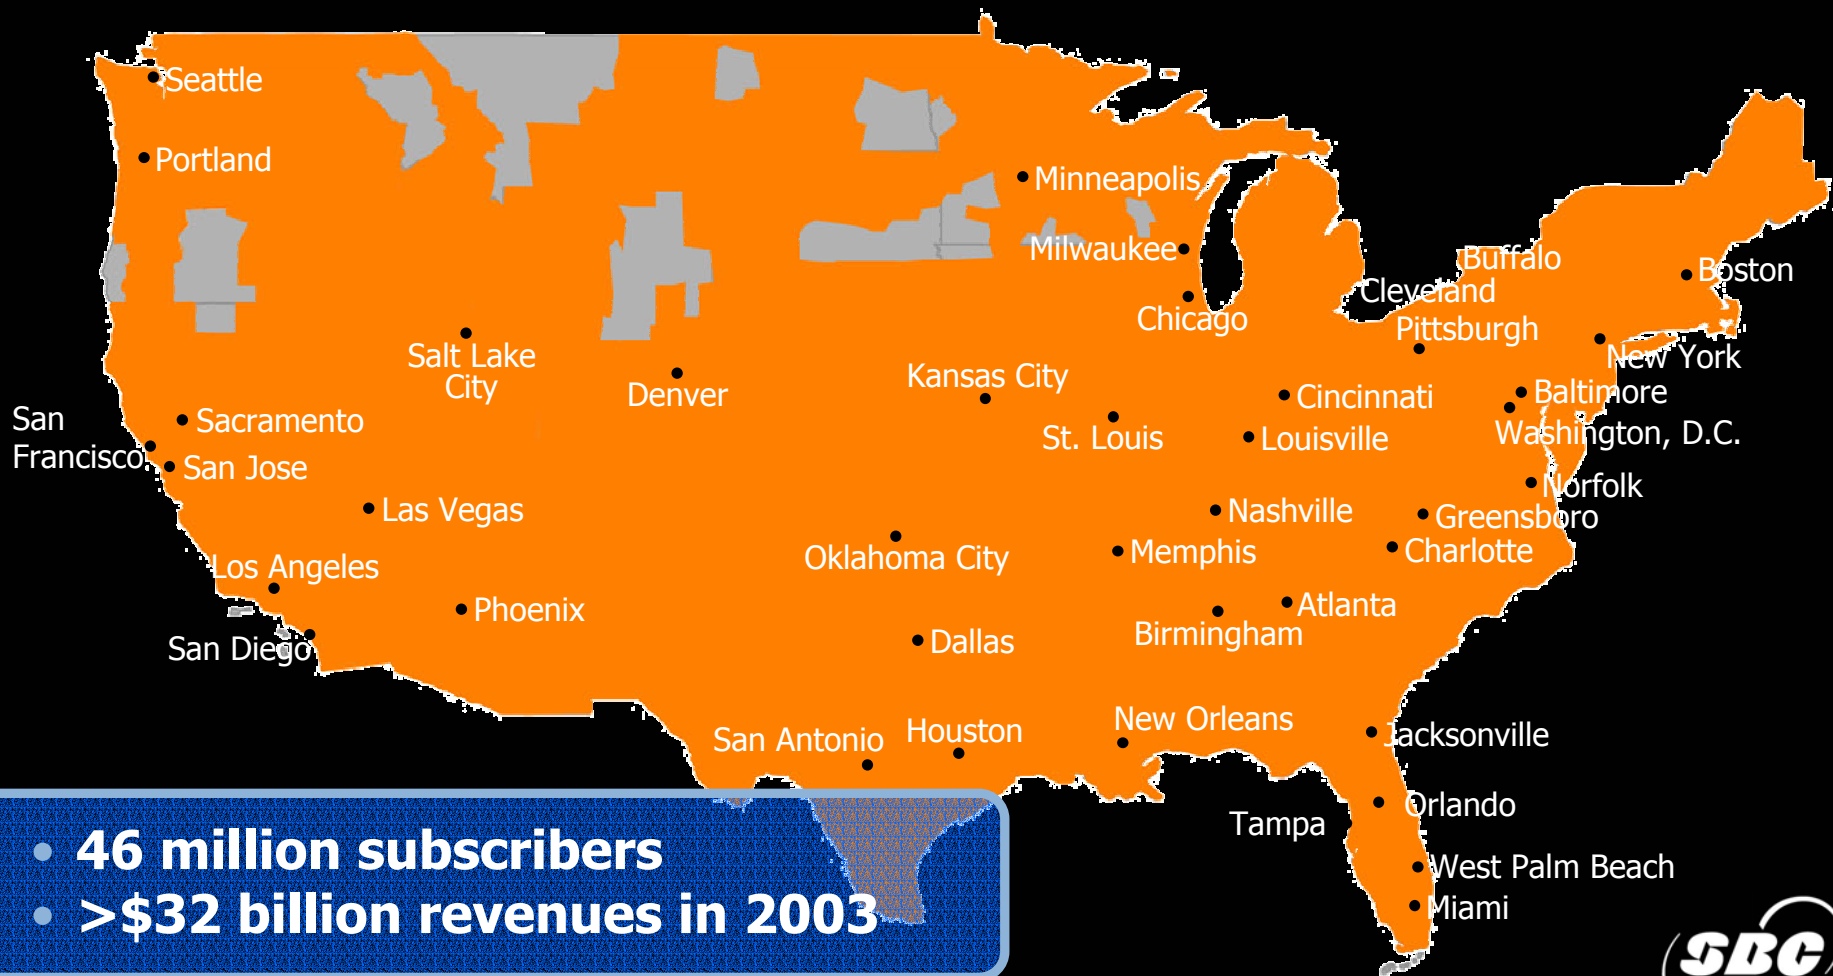 Seattle
Portland
Minneapolis
Milwaukee
Buffalo
Boston
Cleveland
Chicago
Pittsburgh
New York
Salt Lake
City
Denver
Kansas City
Cincinnati
Baltimore
San
Francisco
Sacramento
St. Louis
Louisville
Washington, D.C.
San Jose
Norfolk
Las Vegas
Nashville
Greensboro
Oklahoma City
Memphis
Charlotte
Los Angeles
Phoenix
Atlanta
San Diego
Dallas
Birmingham
New Orleans
San Antonio
Houston
Jacksonville
Orlando
Tampa
West Palm Beach
Miami
• 46 million subscribers
• >$32 billion revenues in 2003
SBC